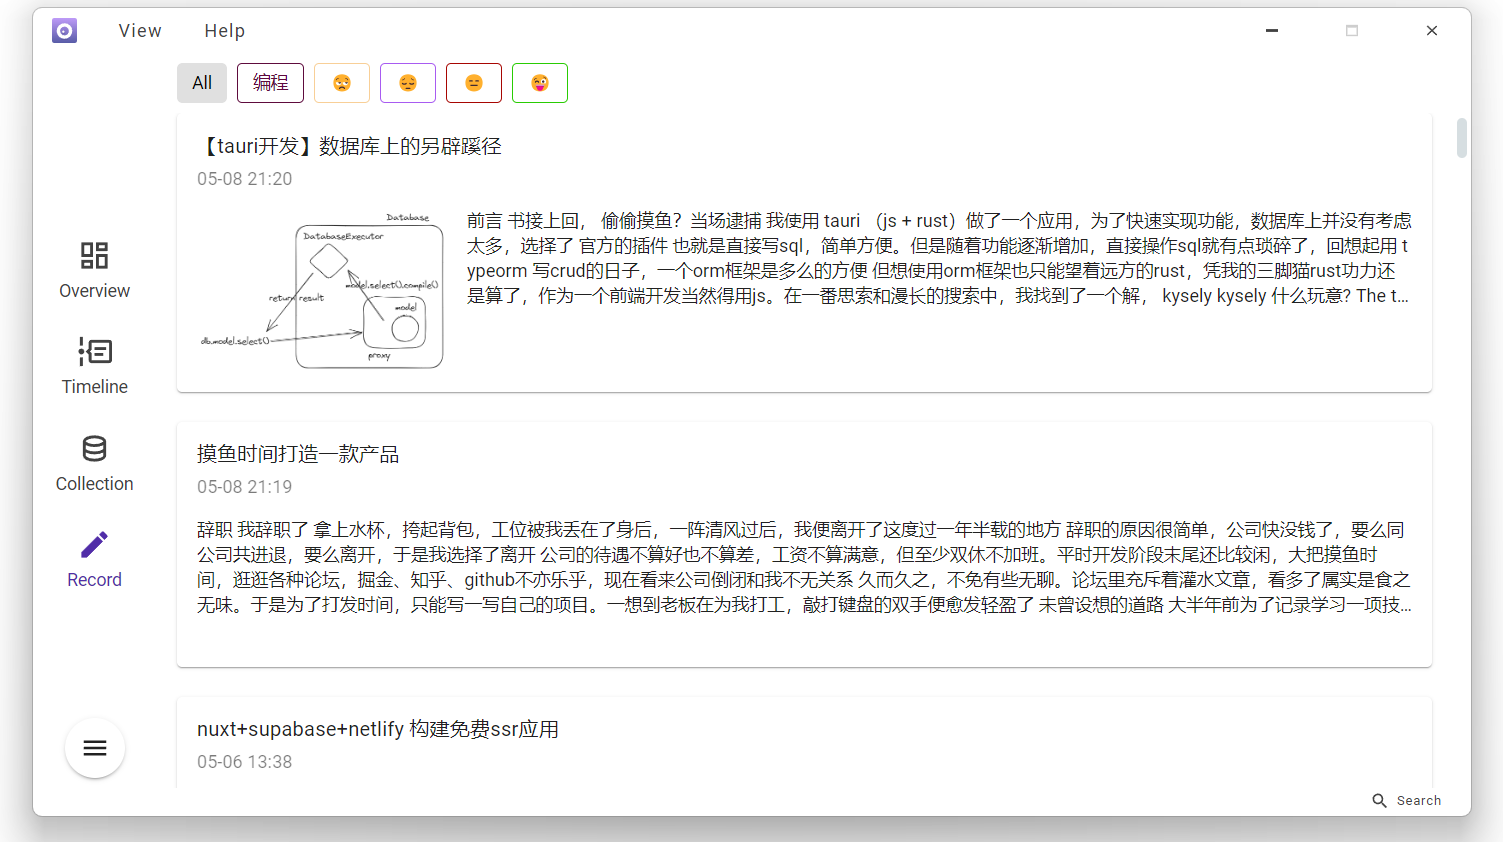 View Help
All 编程
【tauri开发】数据库上的另辟蹊径
05-08 21:20
Database
DatabaseExecutor
model.select().compile()
return result
model
db.model.select()
proxy
前言 书接上回， 偷偷摸鱼？当场逮捕 我使用 tauri （js + rust）做了一个应用，为了快速实现功能，数据库上并没有考虑
太多，选择了 官方的插件 也就是直接写sql，简单方便。但是随着功能逐渐增加，直接操作sql就有点琐碎了，回想起用 t
ypeorm 写crud的日子，一个orm框架是多么的方便 但想使用orm框架也只能望着远方的rust，凭我的三脚猫rust功力还
是算了，作为一个前端开发当然得用js。在一番思索和漫长的搜索中，我找到了一个解， kysely kysely 什么玩意? The t...
Overview
Timeline
Collection
Record
摸鱼时间打造一款产品
05-08 21:19
辞职 我辞职了 拿上水杯，挎起背包，工位被我丢在了身后，一阵清风过后，我便离开了这度过一年半载的地方 辞职的原因很简单，公司快没钱了，要么同
公司共进退，要么离开，于是我选择了离开 公司的待遇不算好也不算差，工资不算满意，但至少双休不加班。平时开发阶段末尾还比较闲，大把摸鱼时
间，逛逛各种论坛，掘金、知乎、github不亦乐乎，现在看来公司倒闭和我不无关系 久而久之，不免有些无聊。论坛里充斥着灌水文章，看多了属实是食之
无味。于是为了打发时间，只能写一写自己的项目。一想到老板在为我打工，敲打键盘的双手便愈发轻盈了 未曾设想的道路 大半年前为了记录学习一项技...
nuxt+supabase+netlify 构建免费ssr应用
05-06 13:38
Search